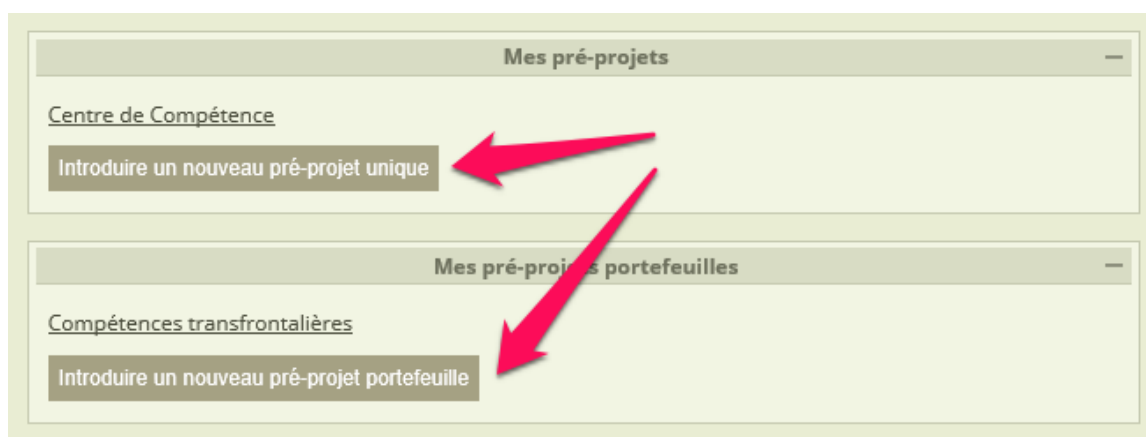 Mes pré-projets
Centre de Compétence
Introduire un nouveau pré-projet unique
Mes pré-projets portefeuilles
Compétences transfrontalières
Introduire un nouveau pré-projet portefeuille